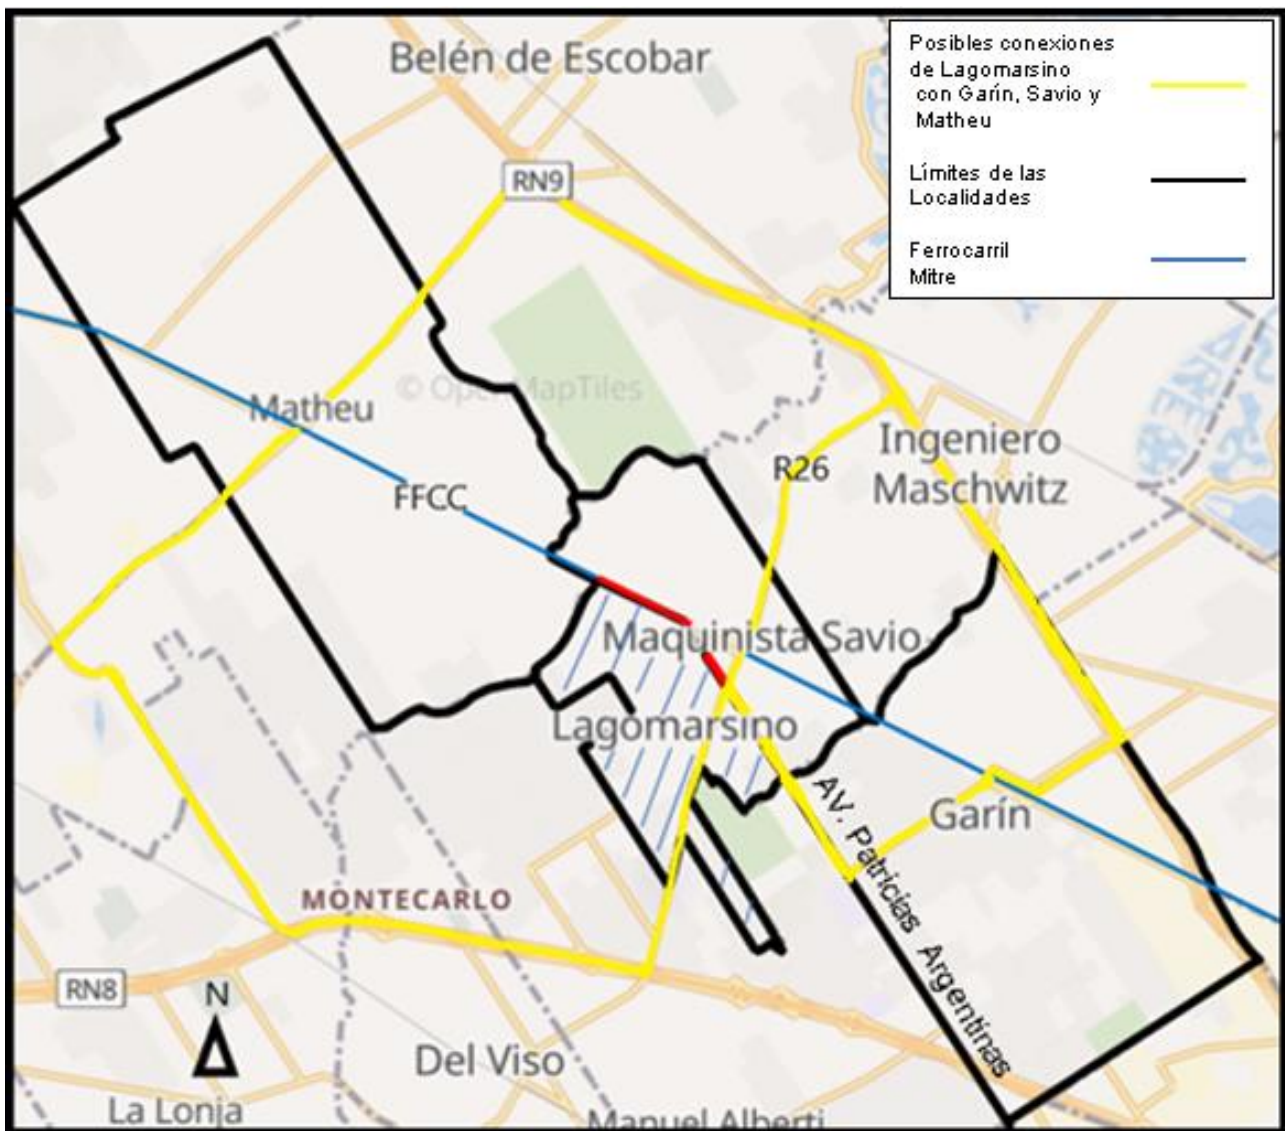 Belén de Escobar
Posibles conexiones
de Lagomarsino
con Garín, Savio y
Matheu
Límites de las
Localidades
Ferrocarril
Mitre
RN9
© OpenMapTiles
Matheu
Ingeniero
Maschwitz
R26
FFCC
Maquinista Savio
Lagomarsino
AV. Patricias Argentinas
Garín
MONTECARLO
RN8
N
Del Viso
La Lonja
Manuel Alberti